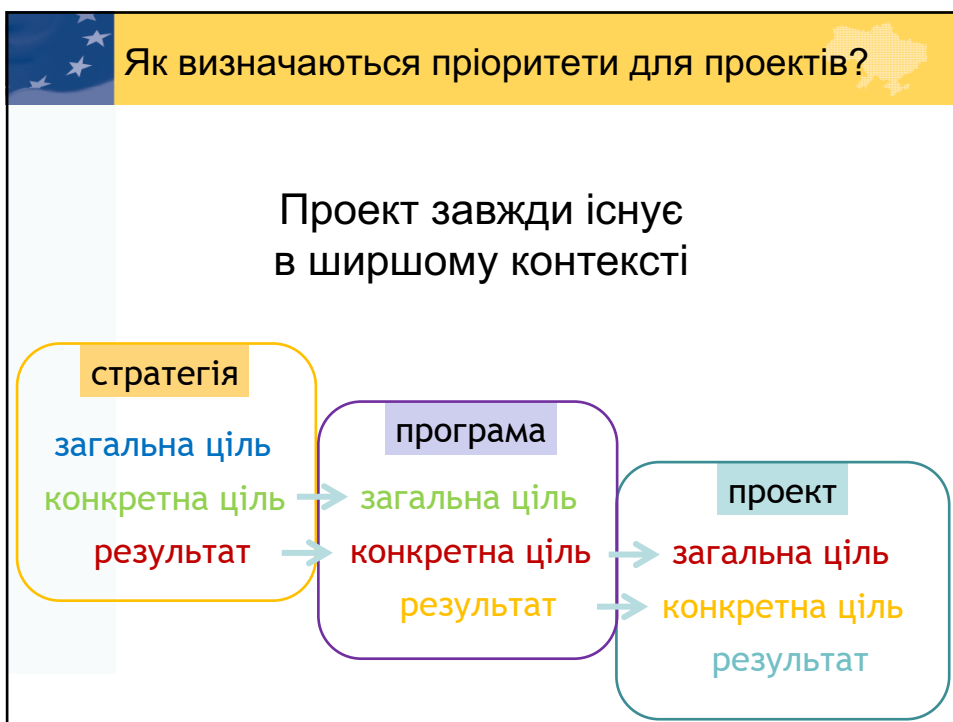 Як визначаються пріоритети для проектів?
Проект завжди існує
в ширшому контексті
стратегія
загальна ціль
конкретна ціль
результат
програма
загальна ціль
конкретна ціль
результат
проект
загальна ціль
конкретна ціль
результат